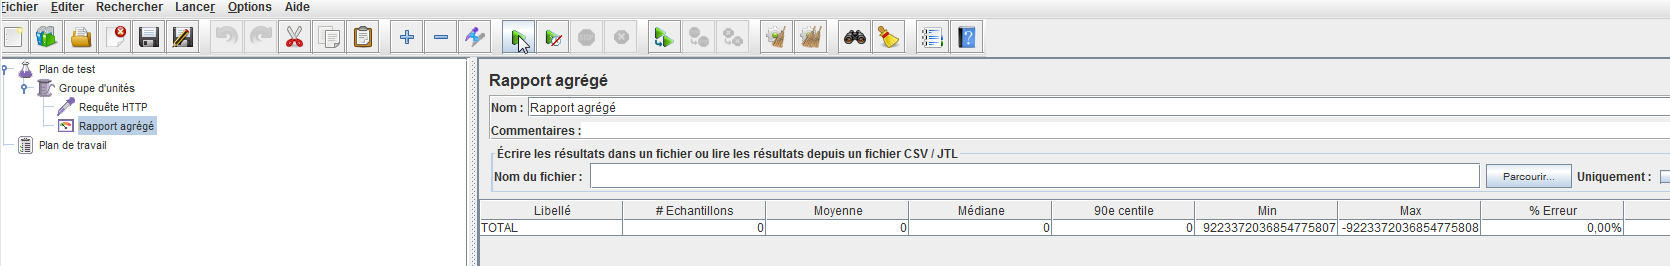 Fichier Editer Rechercher Lancer Options Aide
Plan de test
Groupe d'unités
Requête HTTP
Rapport agrégé
Plan de travail
Rapport agrégé
Nom : Rapport agrégé
Commentaires :
Écrire les résultats dans un fichier ou lire les résultats depuis un fichier CSV / JTL
Nom du fichier : Parcourir... Uniquement :
Libellé # Echantillons Moyenne Médiane 90e centile Min Max % Erreur
TOTAL 0 0 0 0 9223372036854775807 -9223372036854775808 0,00%